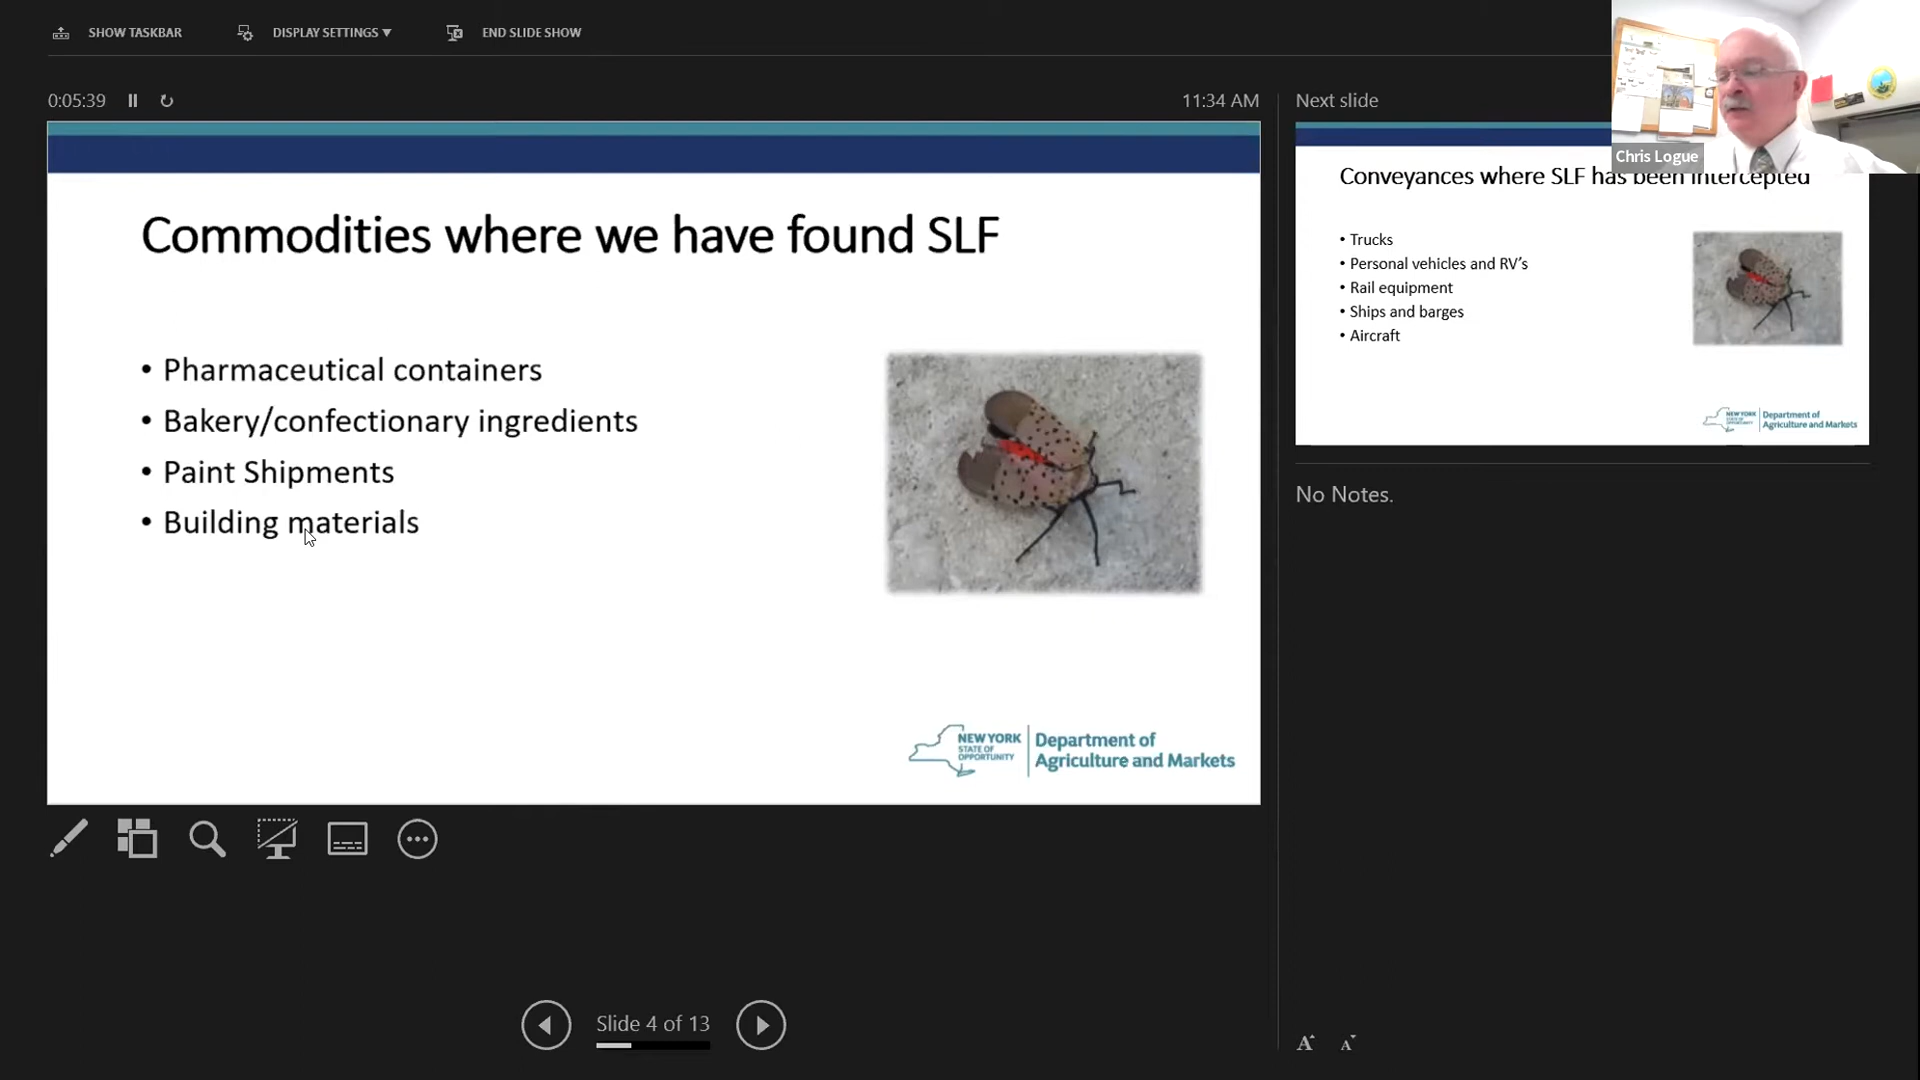 SHOW TASKBAR
DISPLAY SETTINGS ▾
END SLIDE SHOW
0:05:39
11:34 AM
Next slide
Chris Logue
Commodities where we have found SLF
• Pharmaceutical containers
• Bakery/confectionary ingredients
• Paint Shipments
• Building materials
NEW YORK
STATE OF
OPPORTUNITY
Department of
Agriculture and Markets
Conveyances where SLF has been intercepted
• Trucks
• Personal vehicles and RV’s
• Rail equipment
• Ships and barges
• Aircraft
NEW YORK
STATE OF
OPPORTUNITY
Department of
Agriculture and Markets
No Notes.
Slide 4 of 13
A
A